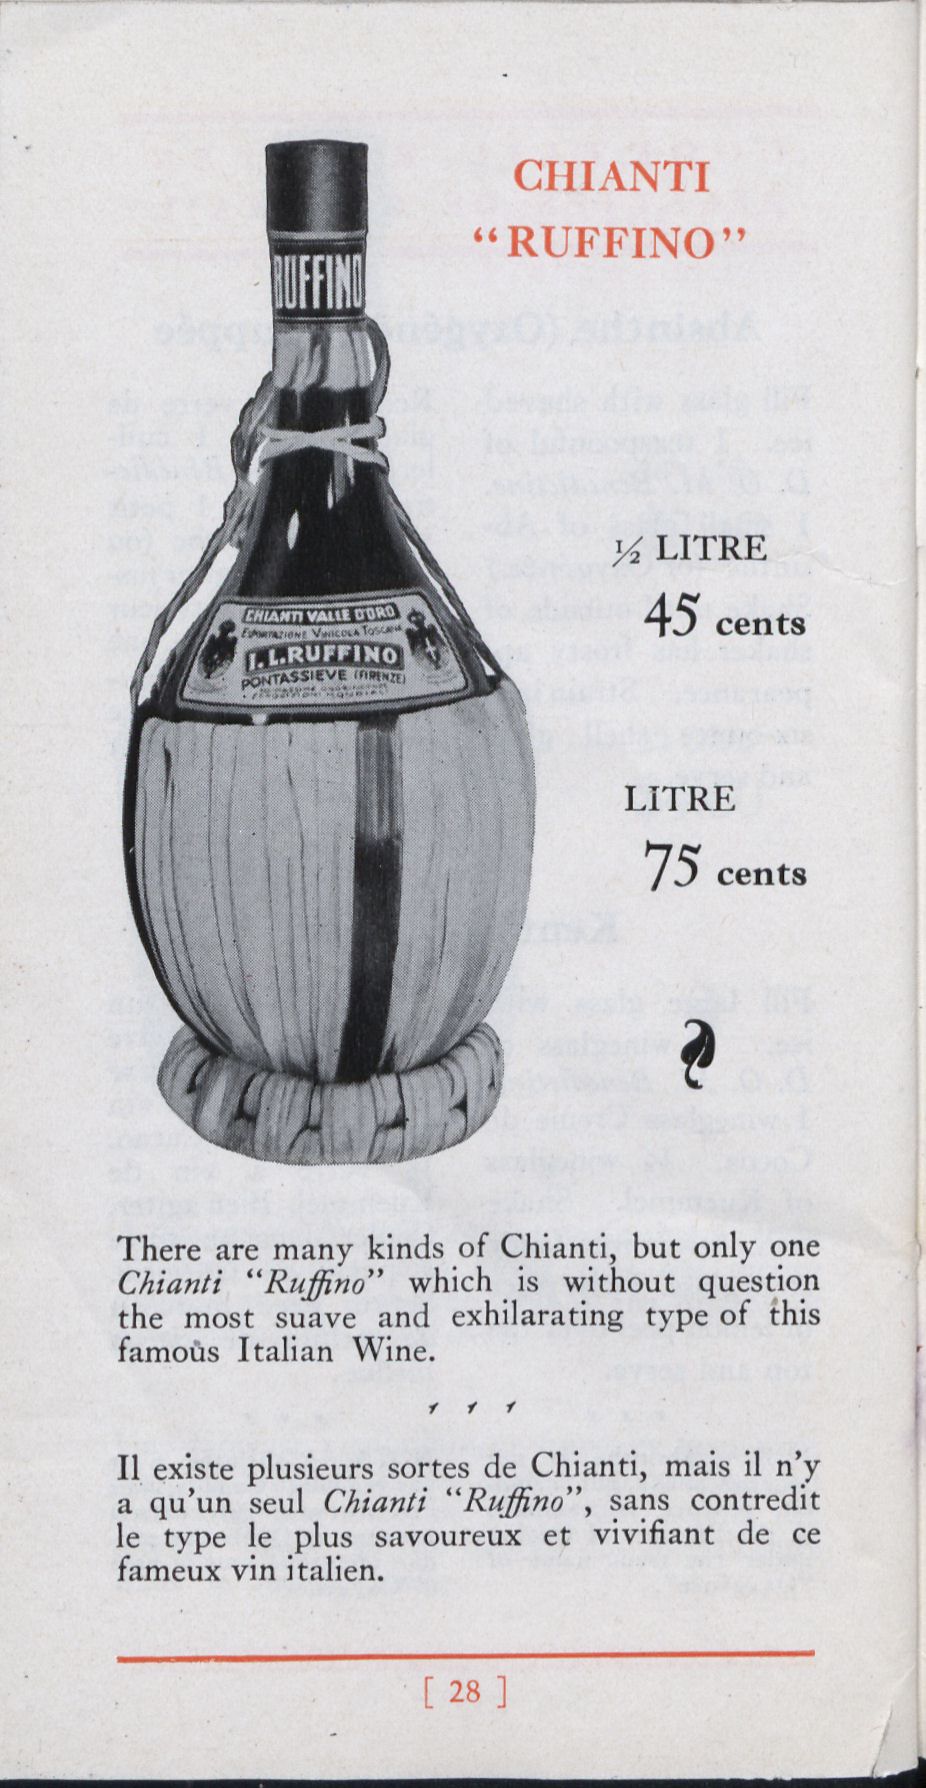 CHIANTI
“RUFFINO”
RUFFINO
CHIANTI VALLE D'ORO
ESPORTAZIONE VINICOLA TOSCANA
I.L.RUFFINO
PONTASSIEVE (FIRENZE)
½ LITRE
45 cents
LITRE
75 cents
There are many kinds of Chianti, but only one
Chianti “Ruffino” which is without question
the most suave and exhilarating type of this
famous Italian Wine.
Il existe plusieurs sortes de Chianti, mais il n'y
a qu'un seul Chianti “Ruffino”, sans contredit
le type le plus savoureux et vivifiant de ce
fameux vin italien.
[ 28 ]